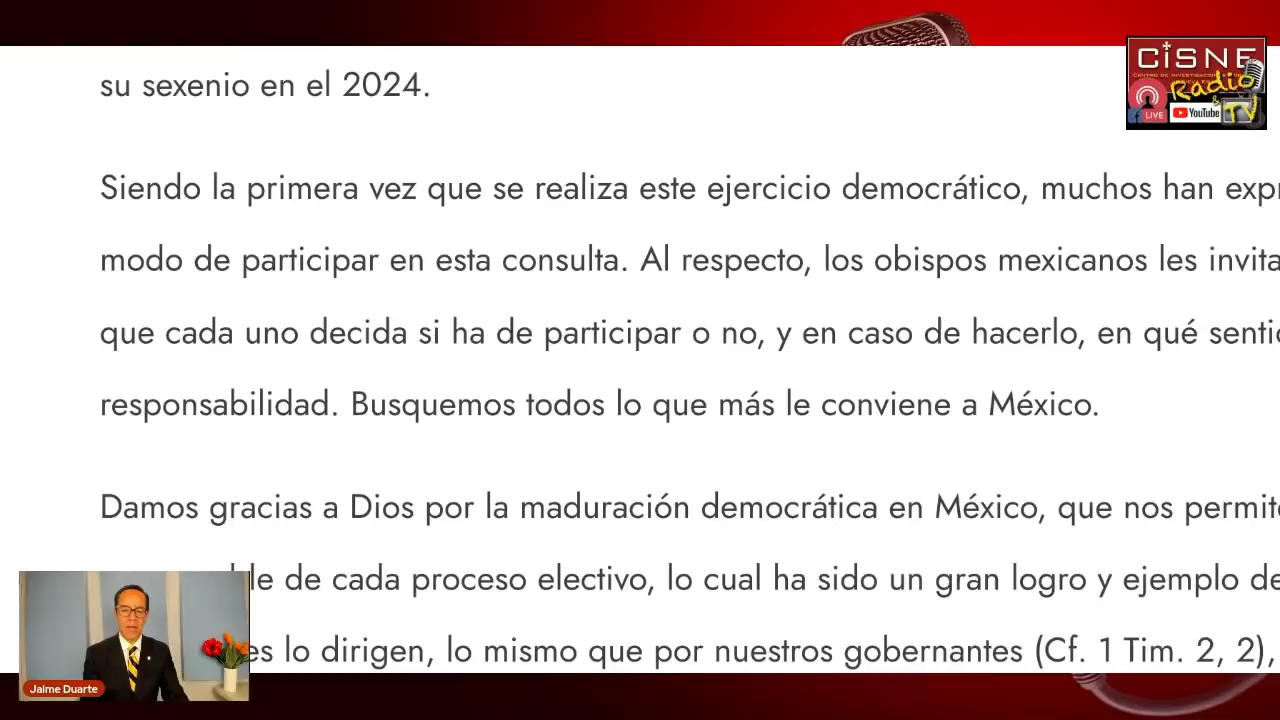 su sexenio en el 2024.
Siendo la primera vez que se realiza este ejercicio democrático, muchos han expr
modo de participar en esta consulta. Al respecto, los obispos mexicanos les invita
que cada uno decida si ha de participar o no, y en caso de hacerlo, en qué senti
responsabilidad. Busquemos todos lo que más le conviene a México.
Damos gracias a Dios por la maduración democrática en México, que nos permite
de cada proceso electivo, lo cual ha sido un gran logro y ejemplo de
es lo dirigen, lo mismo que por nuestros gobernantes (Cf. 1 Tim. 2, 2),
CiSNE
Radio
& TV
LIVE
YouTube
Jaime Duarte